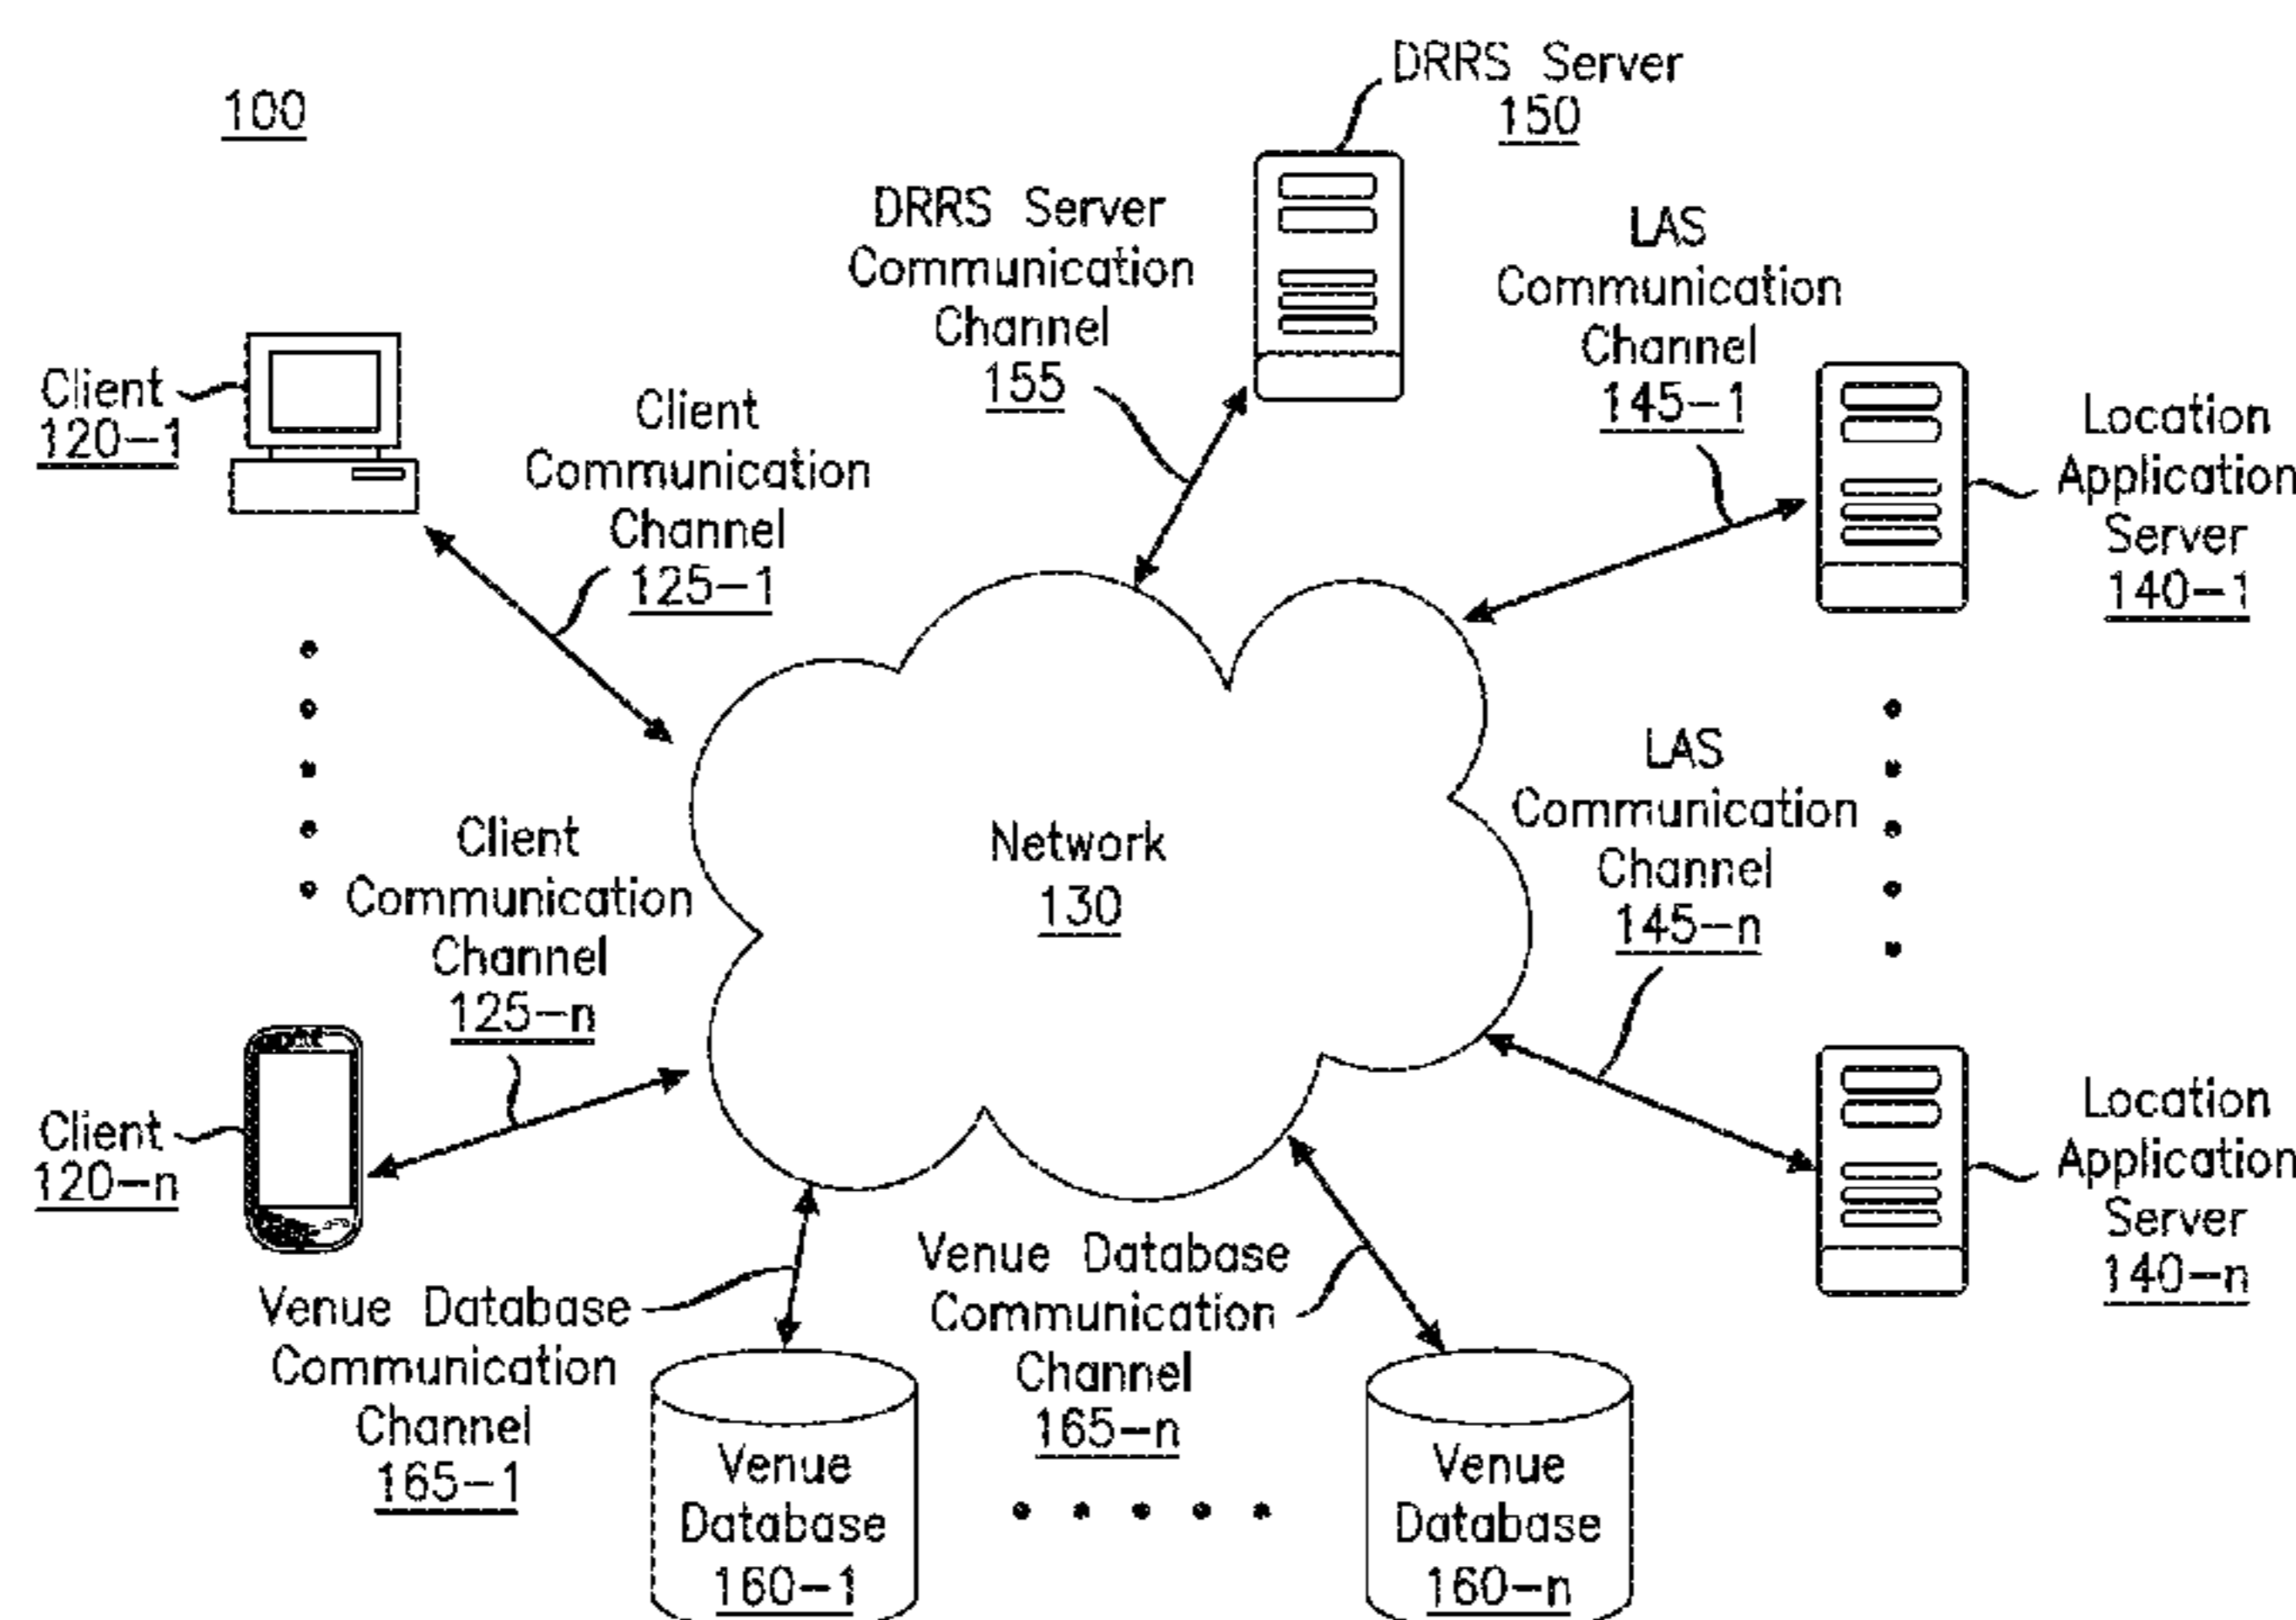 100
DRRS Server
150
DRRS Server
Communication
Channel
155
LAS
Communication
Channel
145-1
Location
Application
Server
140-1
Client
120-1
Client
Communication
Channel
125-1
Network
130
LAS
Communication
Channel
145-n
Client
Communication
Channel
125-n
Client
120-n
Location
Application
Server
140-n
Venue Database
Communication
Channel
165-1
Venue Database
Communication
Channel
165-n
Venue
Database
160-1
Venue
Database
160-n